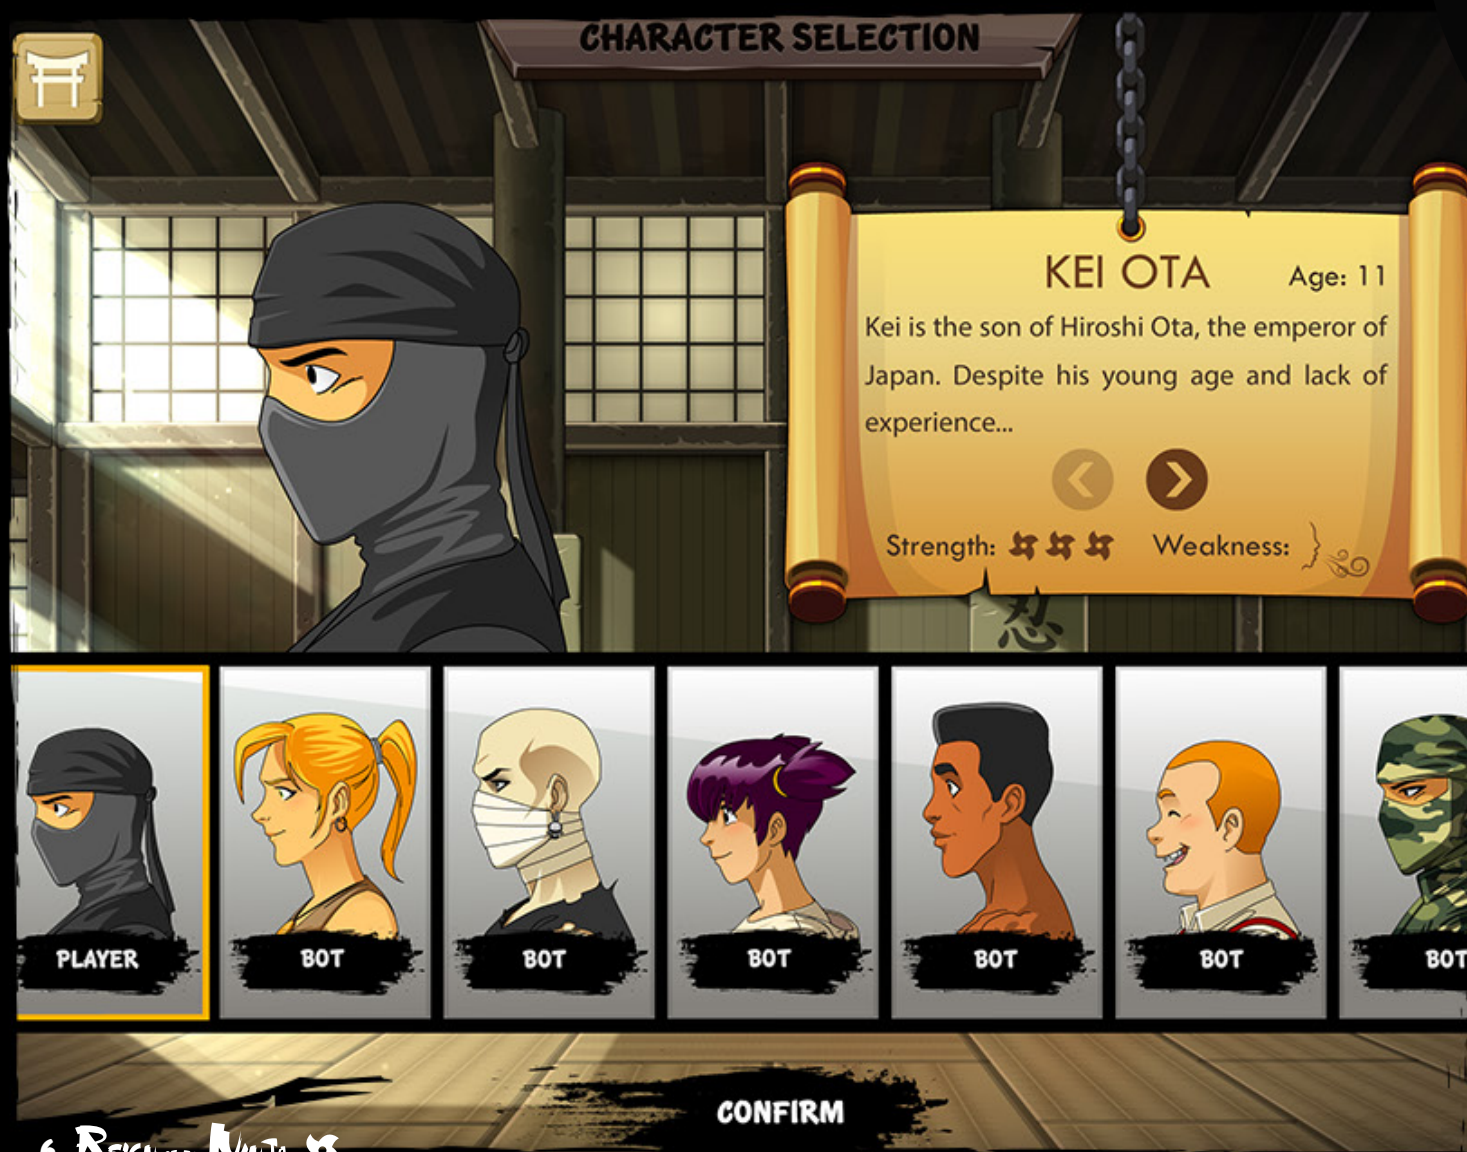 CHARACTER SELECTION
KEI OTA
Age: 11
Kei is the son of Hiroshi Ota, the emperor of
Japan. Despite his young age and lack of
experience...
Strength:
Weakness:
忍
PLAYER
BOT
BOT
BOT
BOT
BOT
BOT
CONFIRM